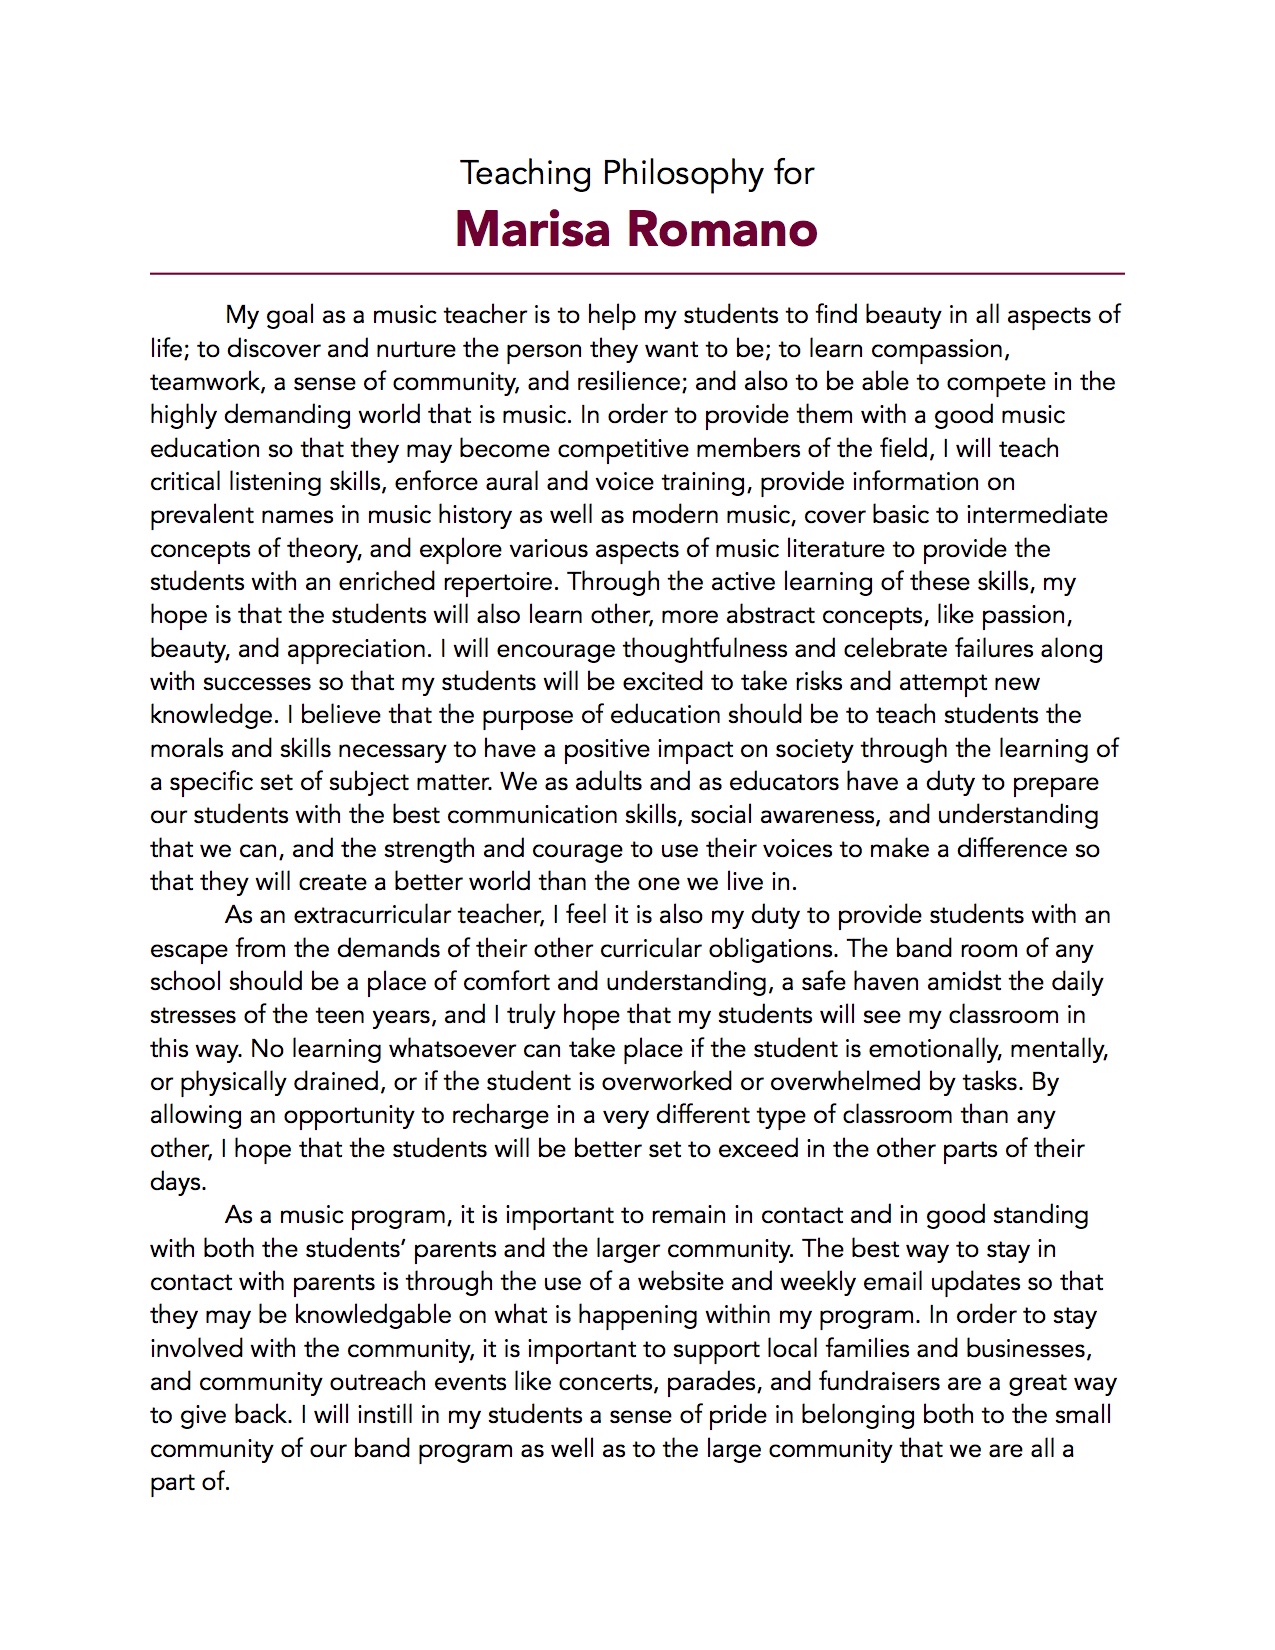 Teaching Philosophy for
Marisa Romano
My goal as a music teacher is to help my students to find beauty in all aspects of
life; to discover and nurture the person they want to be; to learn compassion,
teamwork, a sense of community, and resilience; and also to be able to compete in the
highly demanding world that is music. In order to provide them with a good music
education so that they may become competitive members of the field, I will teach
critical listening skills, enforce aural and voice training, provide information on
prevalent names in music history as well as modern music, cover basic to intermediate
concepts of theory, and explore various aspects of music literature to provide the
students with an enriched repertoire. Through the active learning of these skills, my
hope is that the students will also learn other, more abstract concepts, like passion,
beauty, and appreciation. I will encourage thoughtfulness and celebrate failures along
with successes so that my students will be excited to take risks and attempt new
knowledge. I believe that the purpose of education should be to teach students the
morals and skills necessary to have a positive impact on society through the learning of
a specific set of subject matter. We as adults and as educators have a duty to prepare
our students with the best communication skills, social awareness, and understanding
that we can, and the strength and courage to use their voices to make a difference so
that they will create a better world than the one we live in.
As an extracurricular teacher, I feel it is also my duty to provide students with an
escape from the demands of their other curricular obligations. The band room of any
school should be a place of comfort and understanding, a safe haven amidst the daily
stresses of the teen years, and I truly hope that my students will see my classroom in
this way. No learning whatsoever can take place if the student is emotionally, mentally,
or physically drained, or if the student is overworked or overwhelmed by tasks. By
allowing an opportunity to recharge in a very different type of classroom than any
other, I hope that the students will be better set to exceed in the other parts of their
days.
As a music program, it is important to remain in contact and in good standing
with both the students’ parents and the larger community. The best way to stay in
contact with parents is through the use of a website and weekly email updates so that
they may be knowledgable on what is happening within my program. In order to stay
involved with the community, it is important to support local families and businesses,
and community outreach events like concerts, parades, and fundraisers are a great way
to give back. I will instill in my students a sense of pride in belonging both to the small
community of our band program as well as to the large community that we are all a
part of.